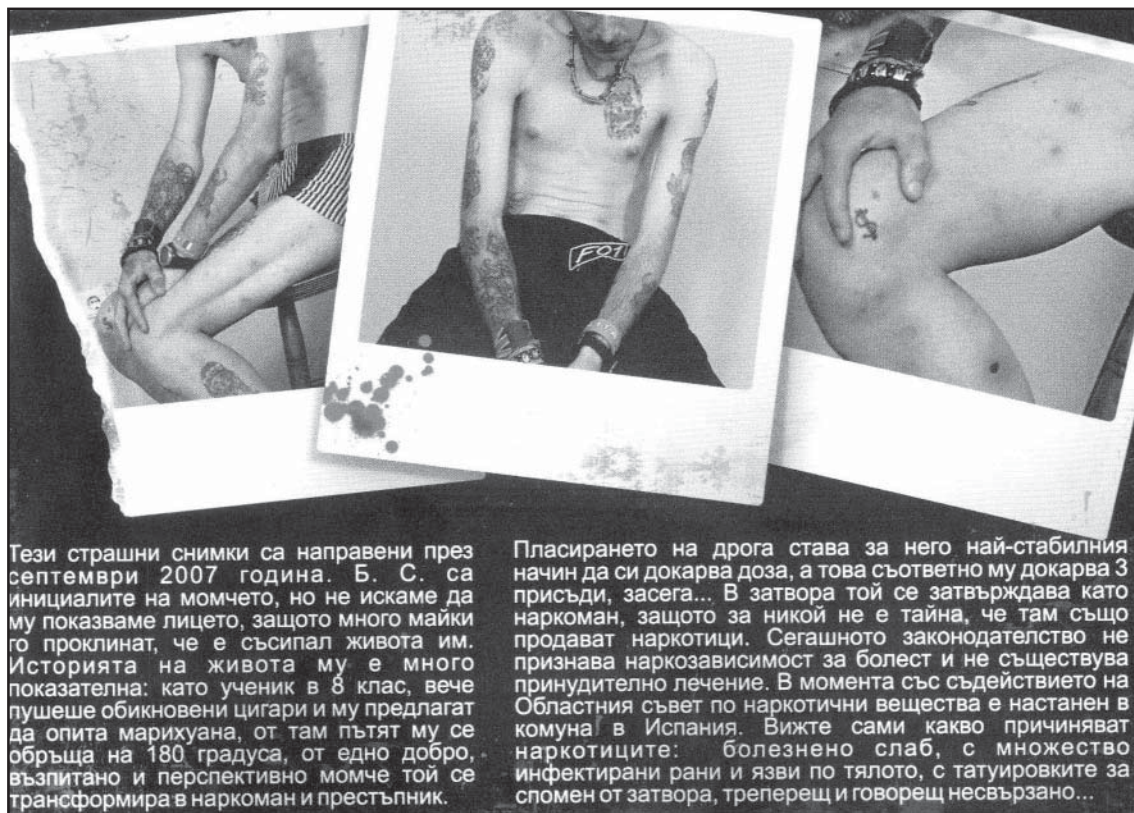 FO1
Тези страшни снимки са направени през
септември 2007 година. Б. С. са
инициалите на момчето, но не искаме да
му показваме лицето, защото много майки
го проклинат, че е съсипал живота им.
Историята на живота му е много
показателна: като ученик в 8 клас, вече
пушеше обикновени цигари и му предлагат
да опита марихуана, от там пътят му се
обръща на 180 градуса, от едно добро,
възпитано и перспективно момче той се
трансформира в наркоман и престъпник.
Пласирането на дрога става за него най-стабилния
начин да си докарва доза, а това съответно му докарва 3
присъди, засега... В затвора той се затвърждава като
наркоман, защото за никой не е тайна, че там също
продават наркотици. Сегашното законодателство не
признава наркозависимост за болест и не съществува
принудително лечение. В момента със съдействието на
Областния съвет по наркотични вещества е настанен в
комуна в Испания. Вижте сами какво причиняват
наркотиците: болезнено слаб, с множество
инфектирани рани и язви по тялото, с татуировките за
спомен от затвора, треперещ и говорещ несвързано...